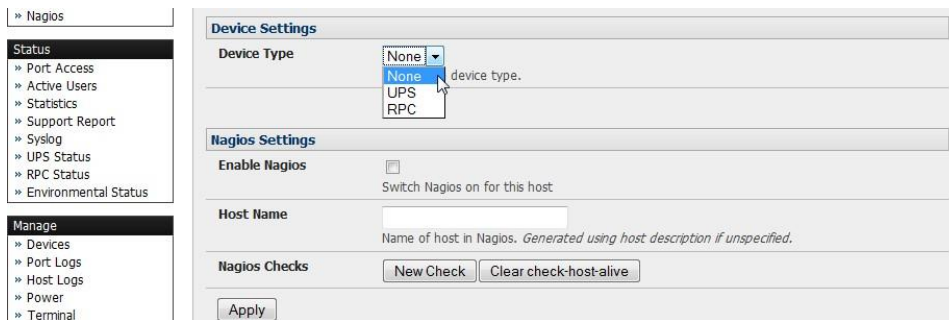 » Nagios
Status
» Port Access
» Active Users
» Statistics
» Support Report
» Syslog
» UPS Status
» RPC Status
» Environmental Status
Manage
» Devices
» Port Logs
» Host Logs
» Power
» Terminal
Device Settings
Device Type
None
None
device type.
UPS
RPC
Nagios Settings
Enable Nagios
Switch Nagios on for this host
Host Name
Name of host in Nagios. Generated using host description if unspecified.
Nagios Checks
New Check
Clear check-host-alive
Apply